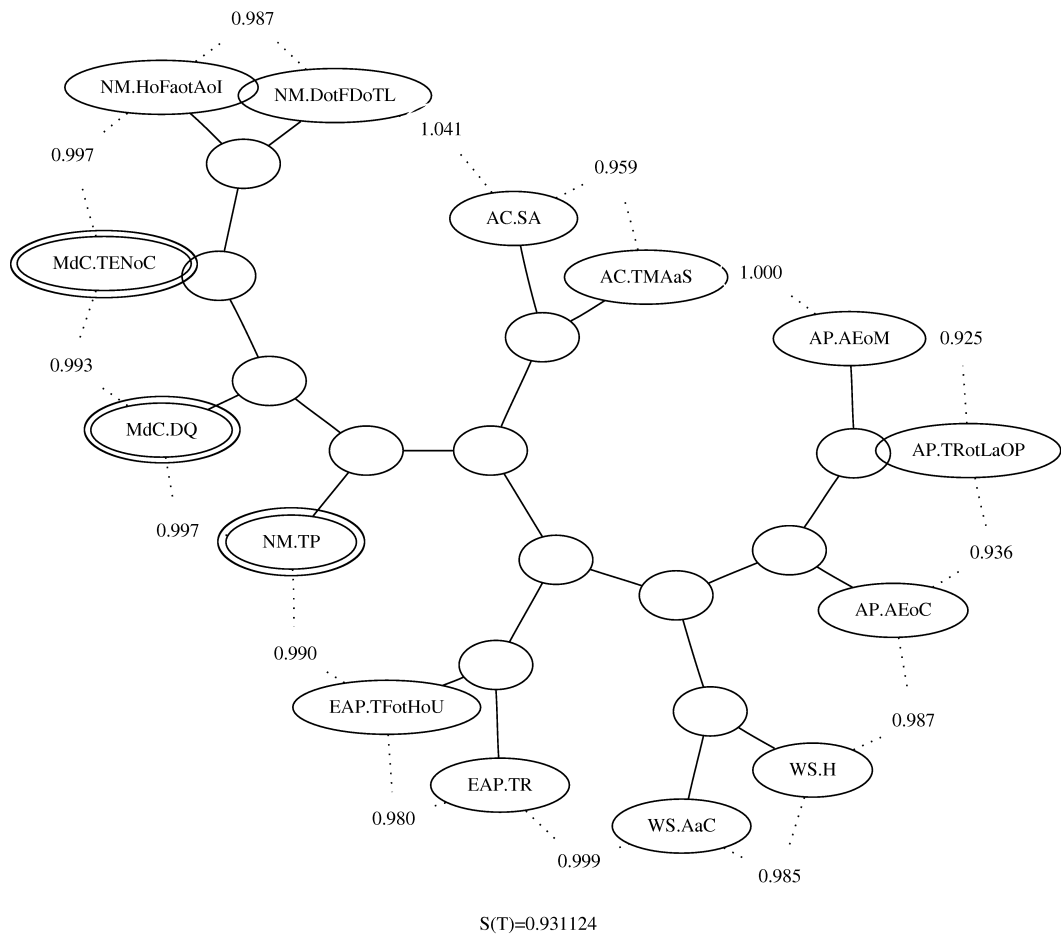 0.987
NM.HoFaotAoI
NM.DotFDoTL
1.041
0.997
0.959
AC.SA
MdC.TENoC
AC.TMAaS
1.000
AP.AEoM
0.925
0.993
MdC.DQ
AP.TRotLaOP
0.997
NM.TP
0.936
AP.AEoC
0.990
EAP.TFotHoU
0.987
WS.H
EAP.TR
0.980
WS.AaC
0.999
0.985
S(T)=0.931124